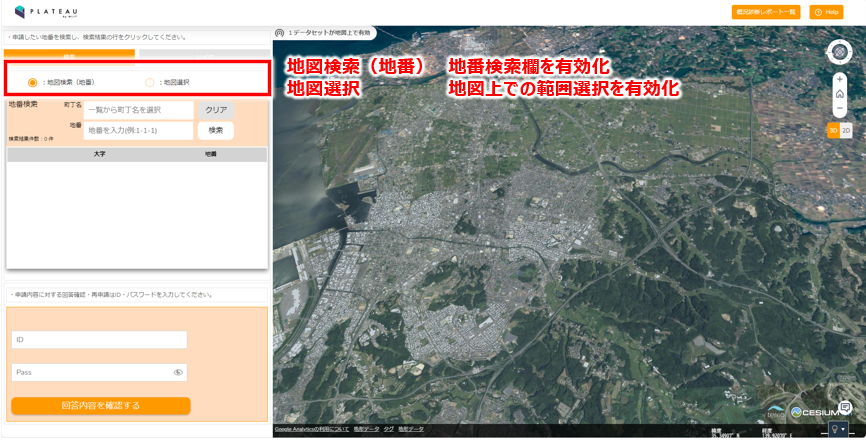 PLATEAU
by MLIT
概況診断レポート一覧
Help
・申請したい地番を検索し、検索結果の行をクリックしてください。
：地図検索（地番）
：地図選択
地番検索
町丁名
一覧から町丁名を選択
クリア
地番
地番を入力(例:1-1-1)
検索
検索結果件数：0 件
大字
地番
・申請内容に対する回答確認・再申請はID・パスワードを入力してください。
ID
Pass
回答内容を確認する
1 データセットが地図上で有効
地図検索（地番）　地番検索欄を有効化
地図選択　地図上での範囲選択を有効化
3D
2D
CESIUM
Google Analyticsの利用について
地形データ
タグ
地形データ
緯度
経度